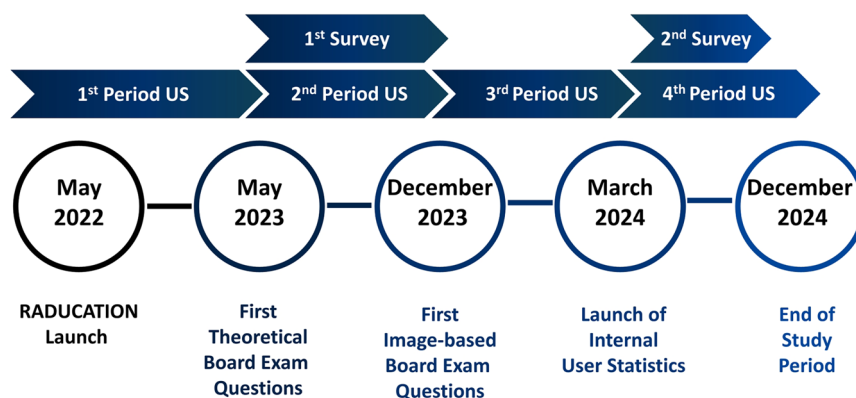 1st Survey
2nd Survey
1st Period US
2nd Period US
3rd Period US
4th Period US
May
2022
May
2023
December
2023
March
2024
December
2024
RADUCATION
Launch
First
Theoretical
Board Exam
Questions
First
Image-based
Board Exam
Questions
Launch of
Internal
User Statistics
End of
Study
Period